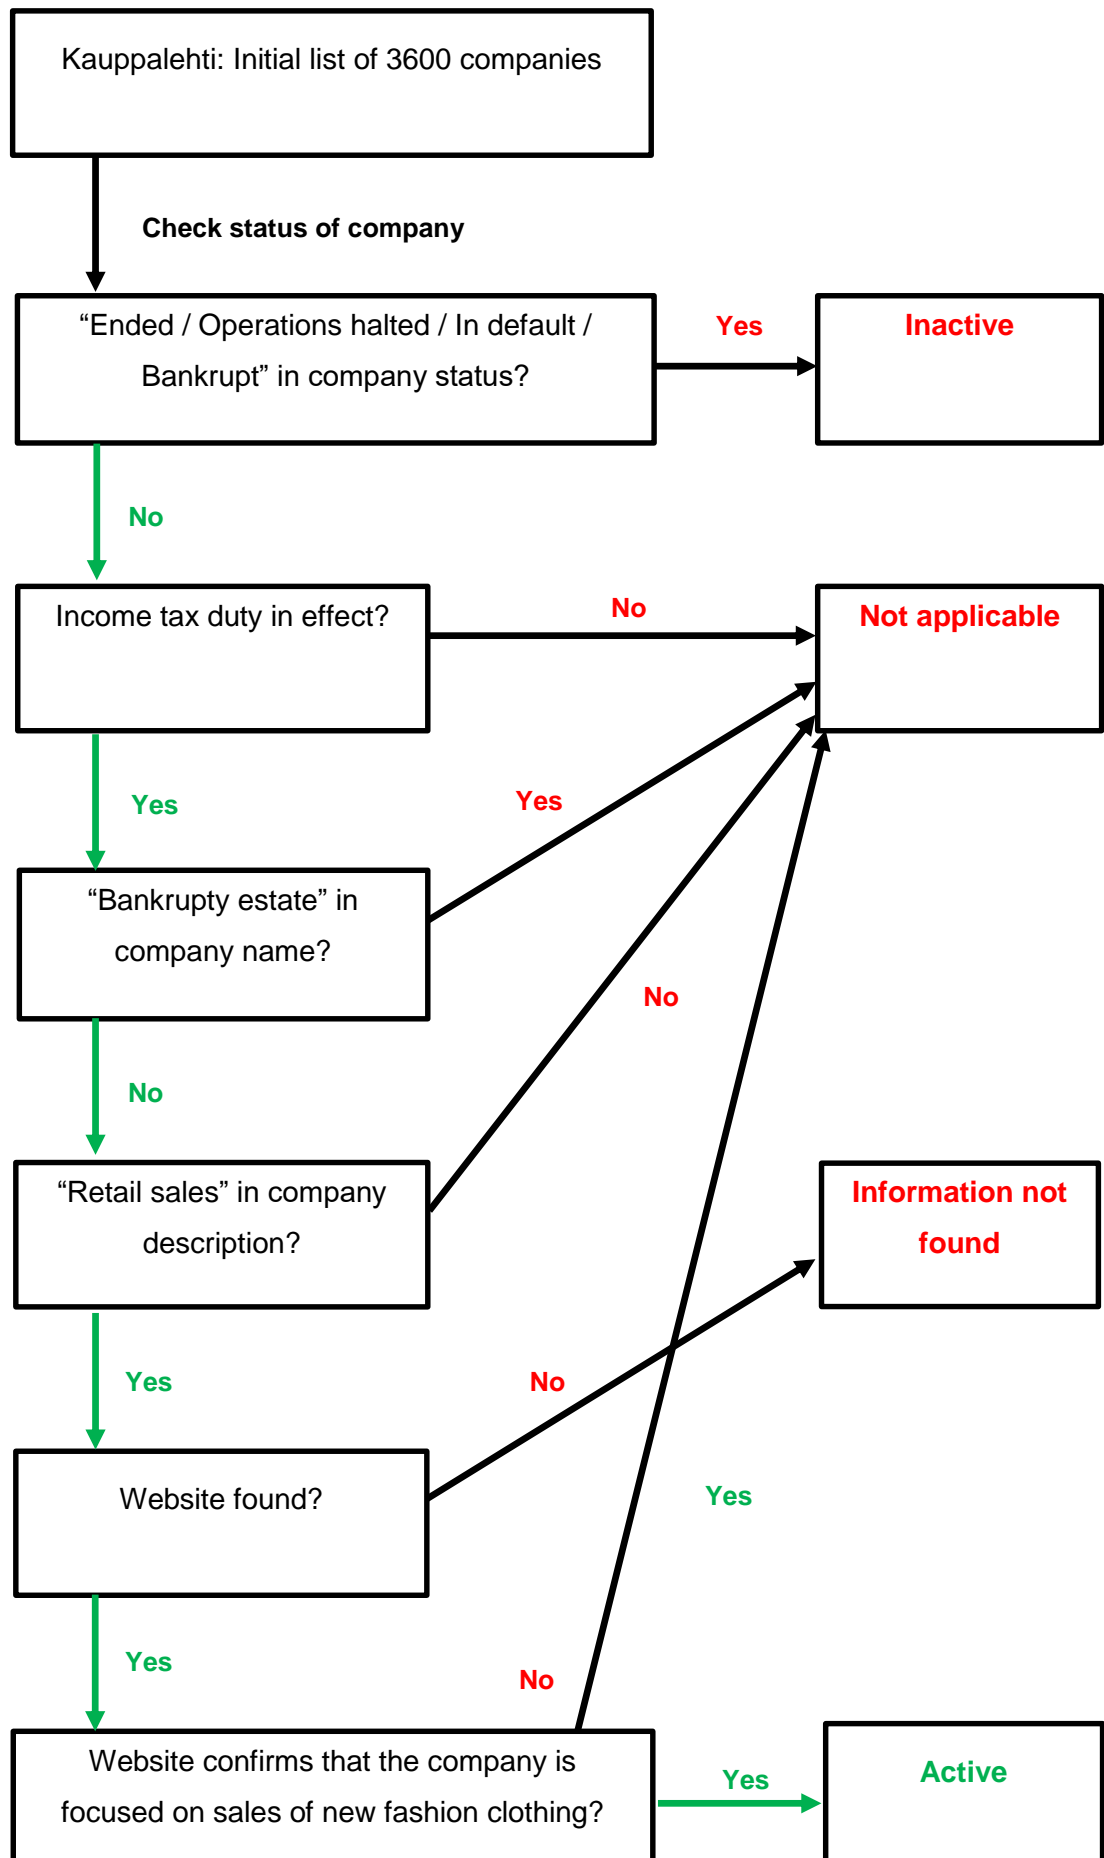 Kauppalehti: Initial list of 3600 companies
Check status of company
“Ended / Operations halted / In default /
Bankrupt” in company status?
Yes
Inactive
No
Income tax duty in effect?
No
Not applicable
Yes
Yes
“Bankrupty estate” in
company name?
No
No
“Retail sales” in company
description?
Information not
found
Yes
No
Website found?
Yes
Yes
No
Website confirms that the company is
focused on sales of new fashion clothing?
Yes
Active